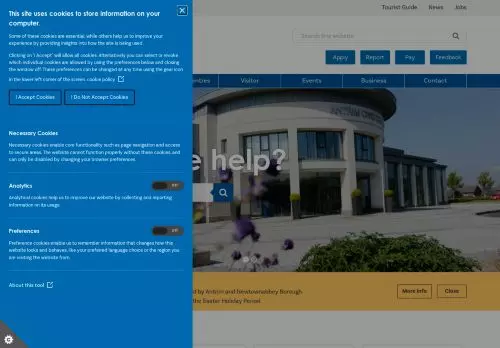 Tourist Guide News Jobs
This site uses cookies to store information on your
computer.
Some of these cookies are essential, while others help us to improve your
experience by providing insights into how the site is being used.
Clicking on 'I Accept' will allow all cookies. Alternatively you can select or revoke
which individual cookies are allowed by using the preferences below and closing
the window off. These preferences can be changed at any time using the gear icon
in the lower left corner of the screen. cookie policy
I Accept Cookies I Do Not Accept Cookies
Necessary Cookies
Necessary cookies enable core functionality such as page navigation and access
to secure areas. The website cannot function properly without these cookies, and
can only be disabled by changing your browser preferences.
Analytics Off
Analytical cookies help us to improve our website by collecting and reporting
information on its usage.
Preferences Off
Preference cookies enable us to remember information that changes how this
website looks and behaves, like your preferred language choice or the region you
are visiting the website from.
About this tool
Search this website
Apply Report Pay Feedback
Visitor Events Business Contact
ANTRIM CIVIC
help?
by Antrim and Newtownabbey Borough
the Easter Holiday Period
More Info Close